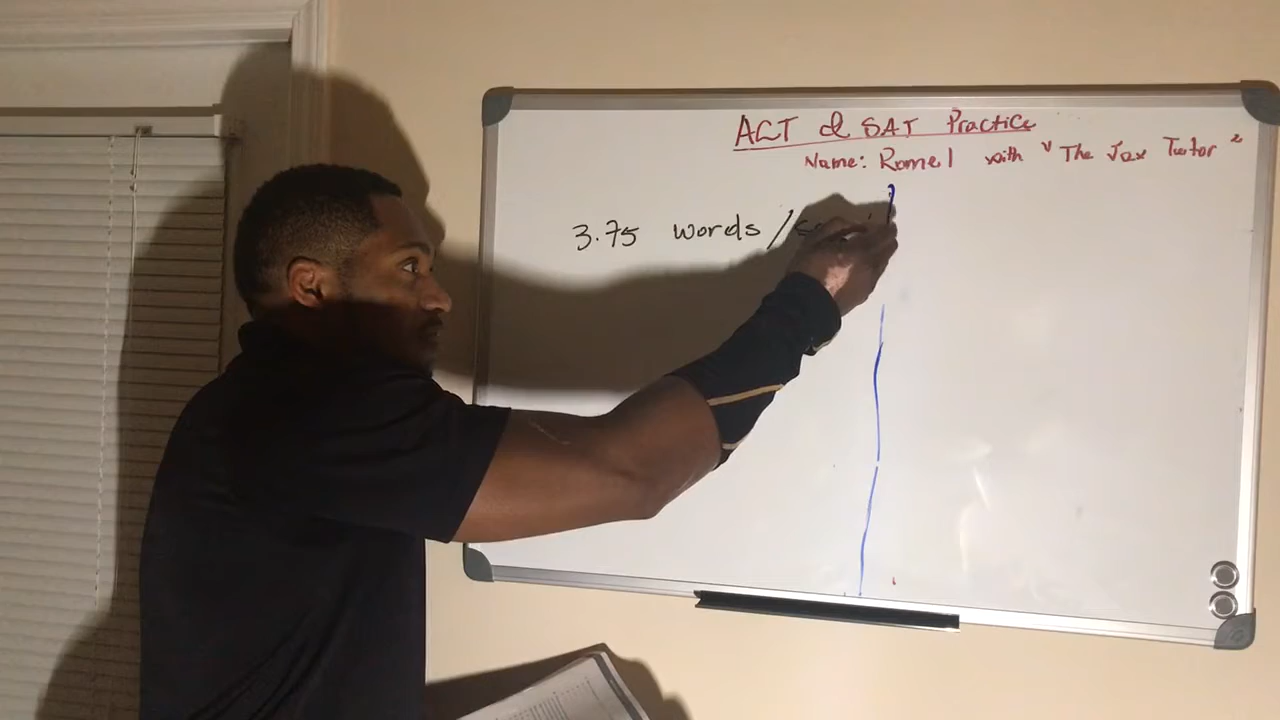 ACT & SAT Practice
Name: Romel with "The Jax Tutor"
3.75 words/